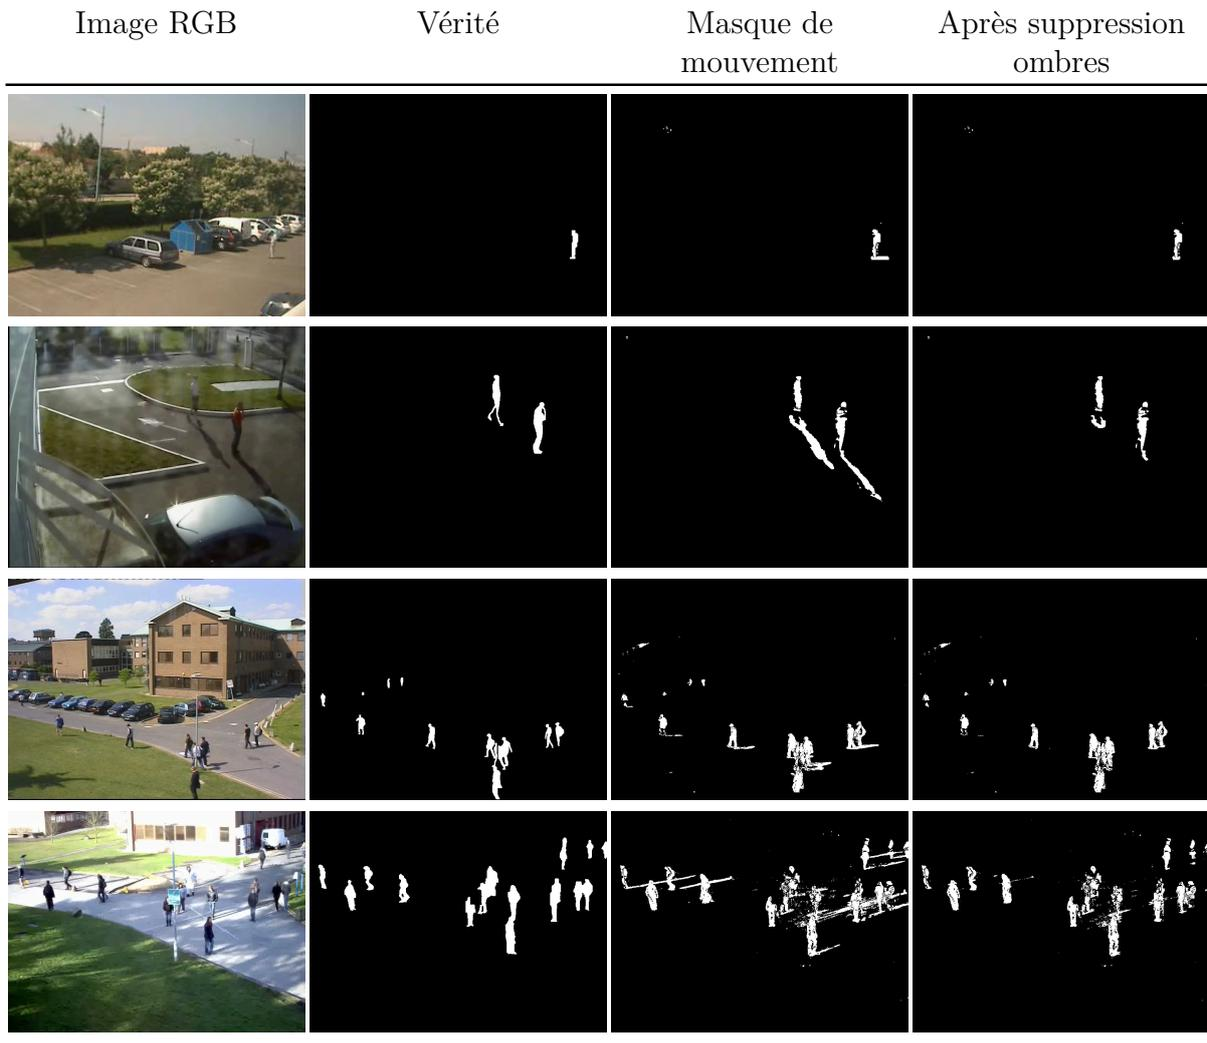 Image RGB
Vérité
Masque de
mouvement
Après suppression
ombres